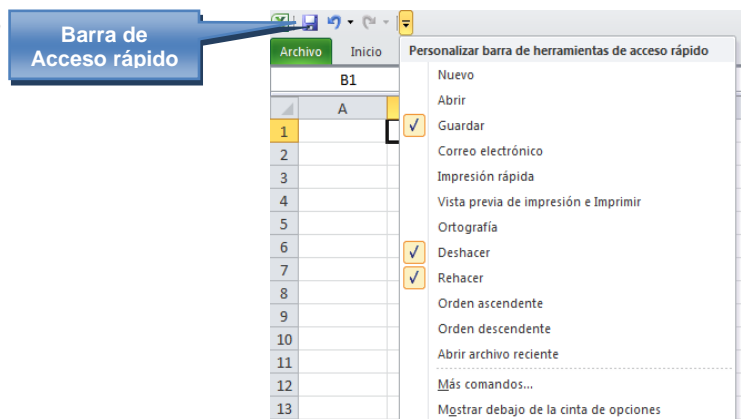 Barra de
Acceso rápido
Archivo Inicio
B1
A
1
2
3
4
5
6
7
8
9
10
11
12
13
Personalizar barra de herramientas de acceso rápido
Nuevo
Abrir
Guardar
Correo electrónico
Impresión rápida
Vista previa de impresión e Imprimir
Ortografía
Deshacer
Rehacer
Orden ascendente
Orden descendente
Abrir archivo reciente
Más comandos...
Mostrar debajo de la cinta de opciones